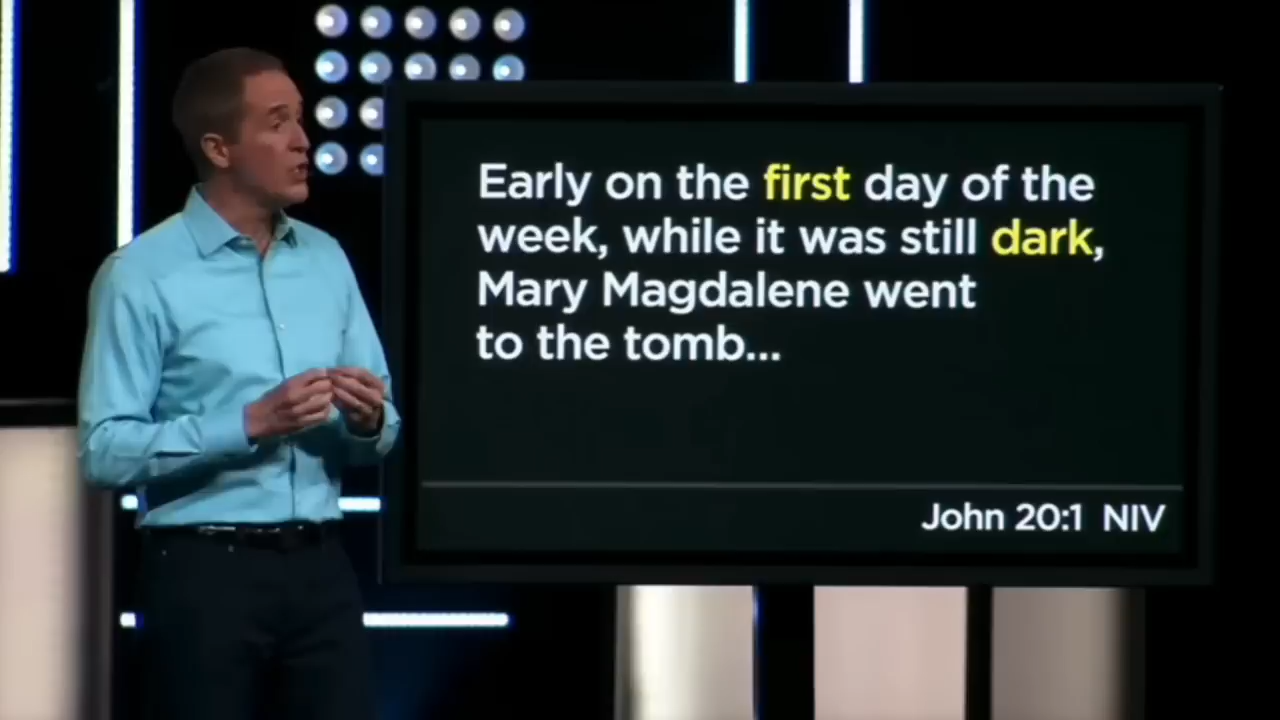 Early on the first day of the
week, while it was still dark,
Mary Magdalene went
to the tomb...
John 20:1 NIV